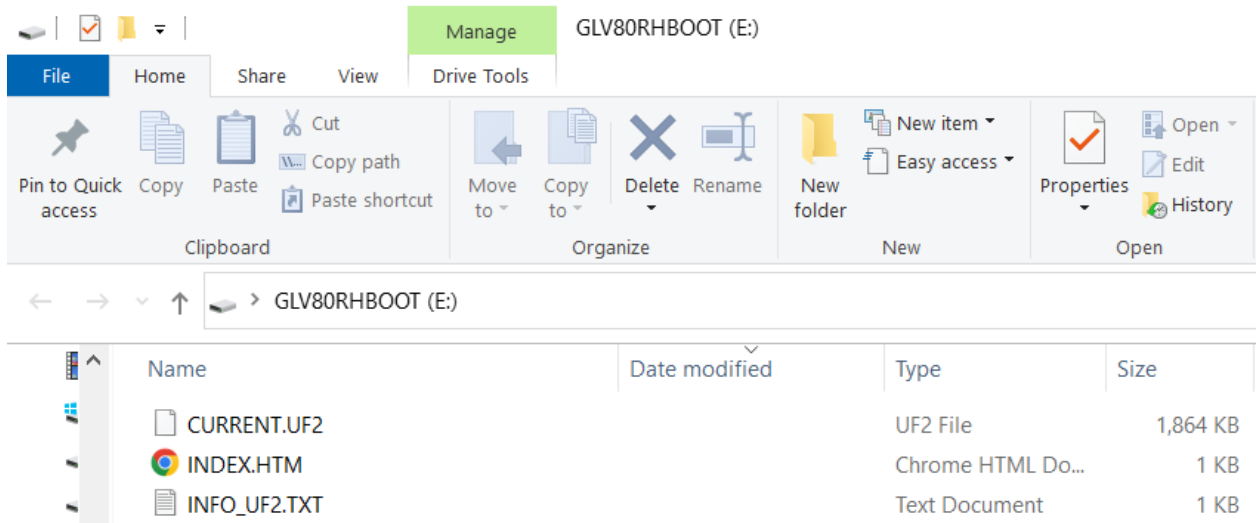 Manage GLV80RHBOOT (E:)
File Home Share View Drive Tools
Pin to Quick access
Copy
Paste
Cut
W... Copy path
Paste shortcut
Clipboard
Move to
Copy to
Delete
Rename
Organize
New folder
New item
Easy access
New
Properties
Open
Edit
History
Open
GLV80RHBOOT (E:)
Name Date modified Type Size
CURRENT.UF2 UF2 File 1,864 KB
INDEX.HTM Chrome HTML Do... 1 KB
INFO_UF2.TXT Text Document 1 KB